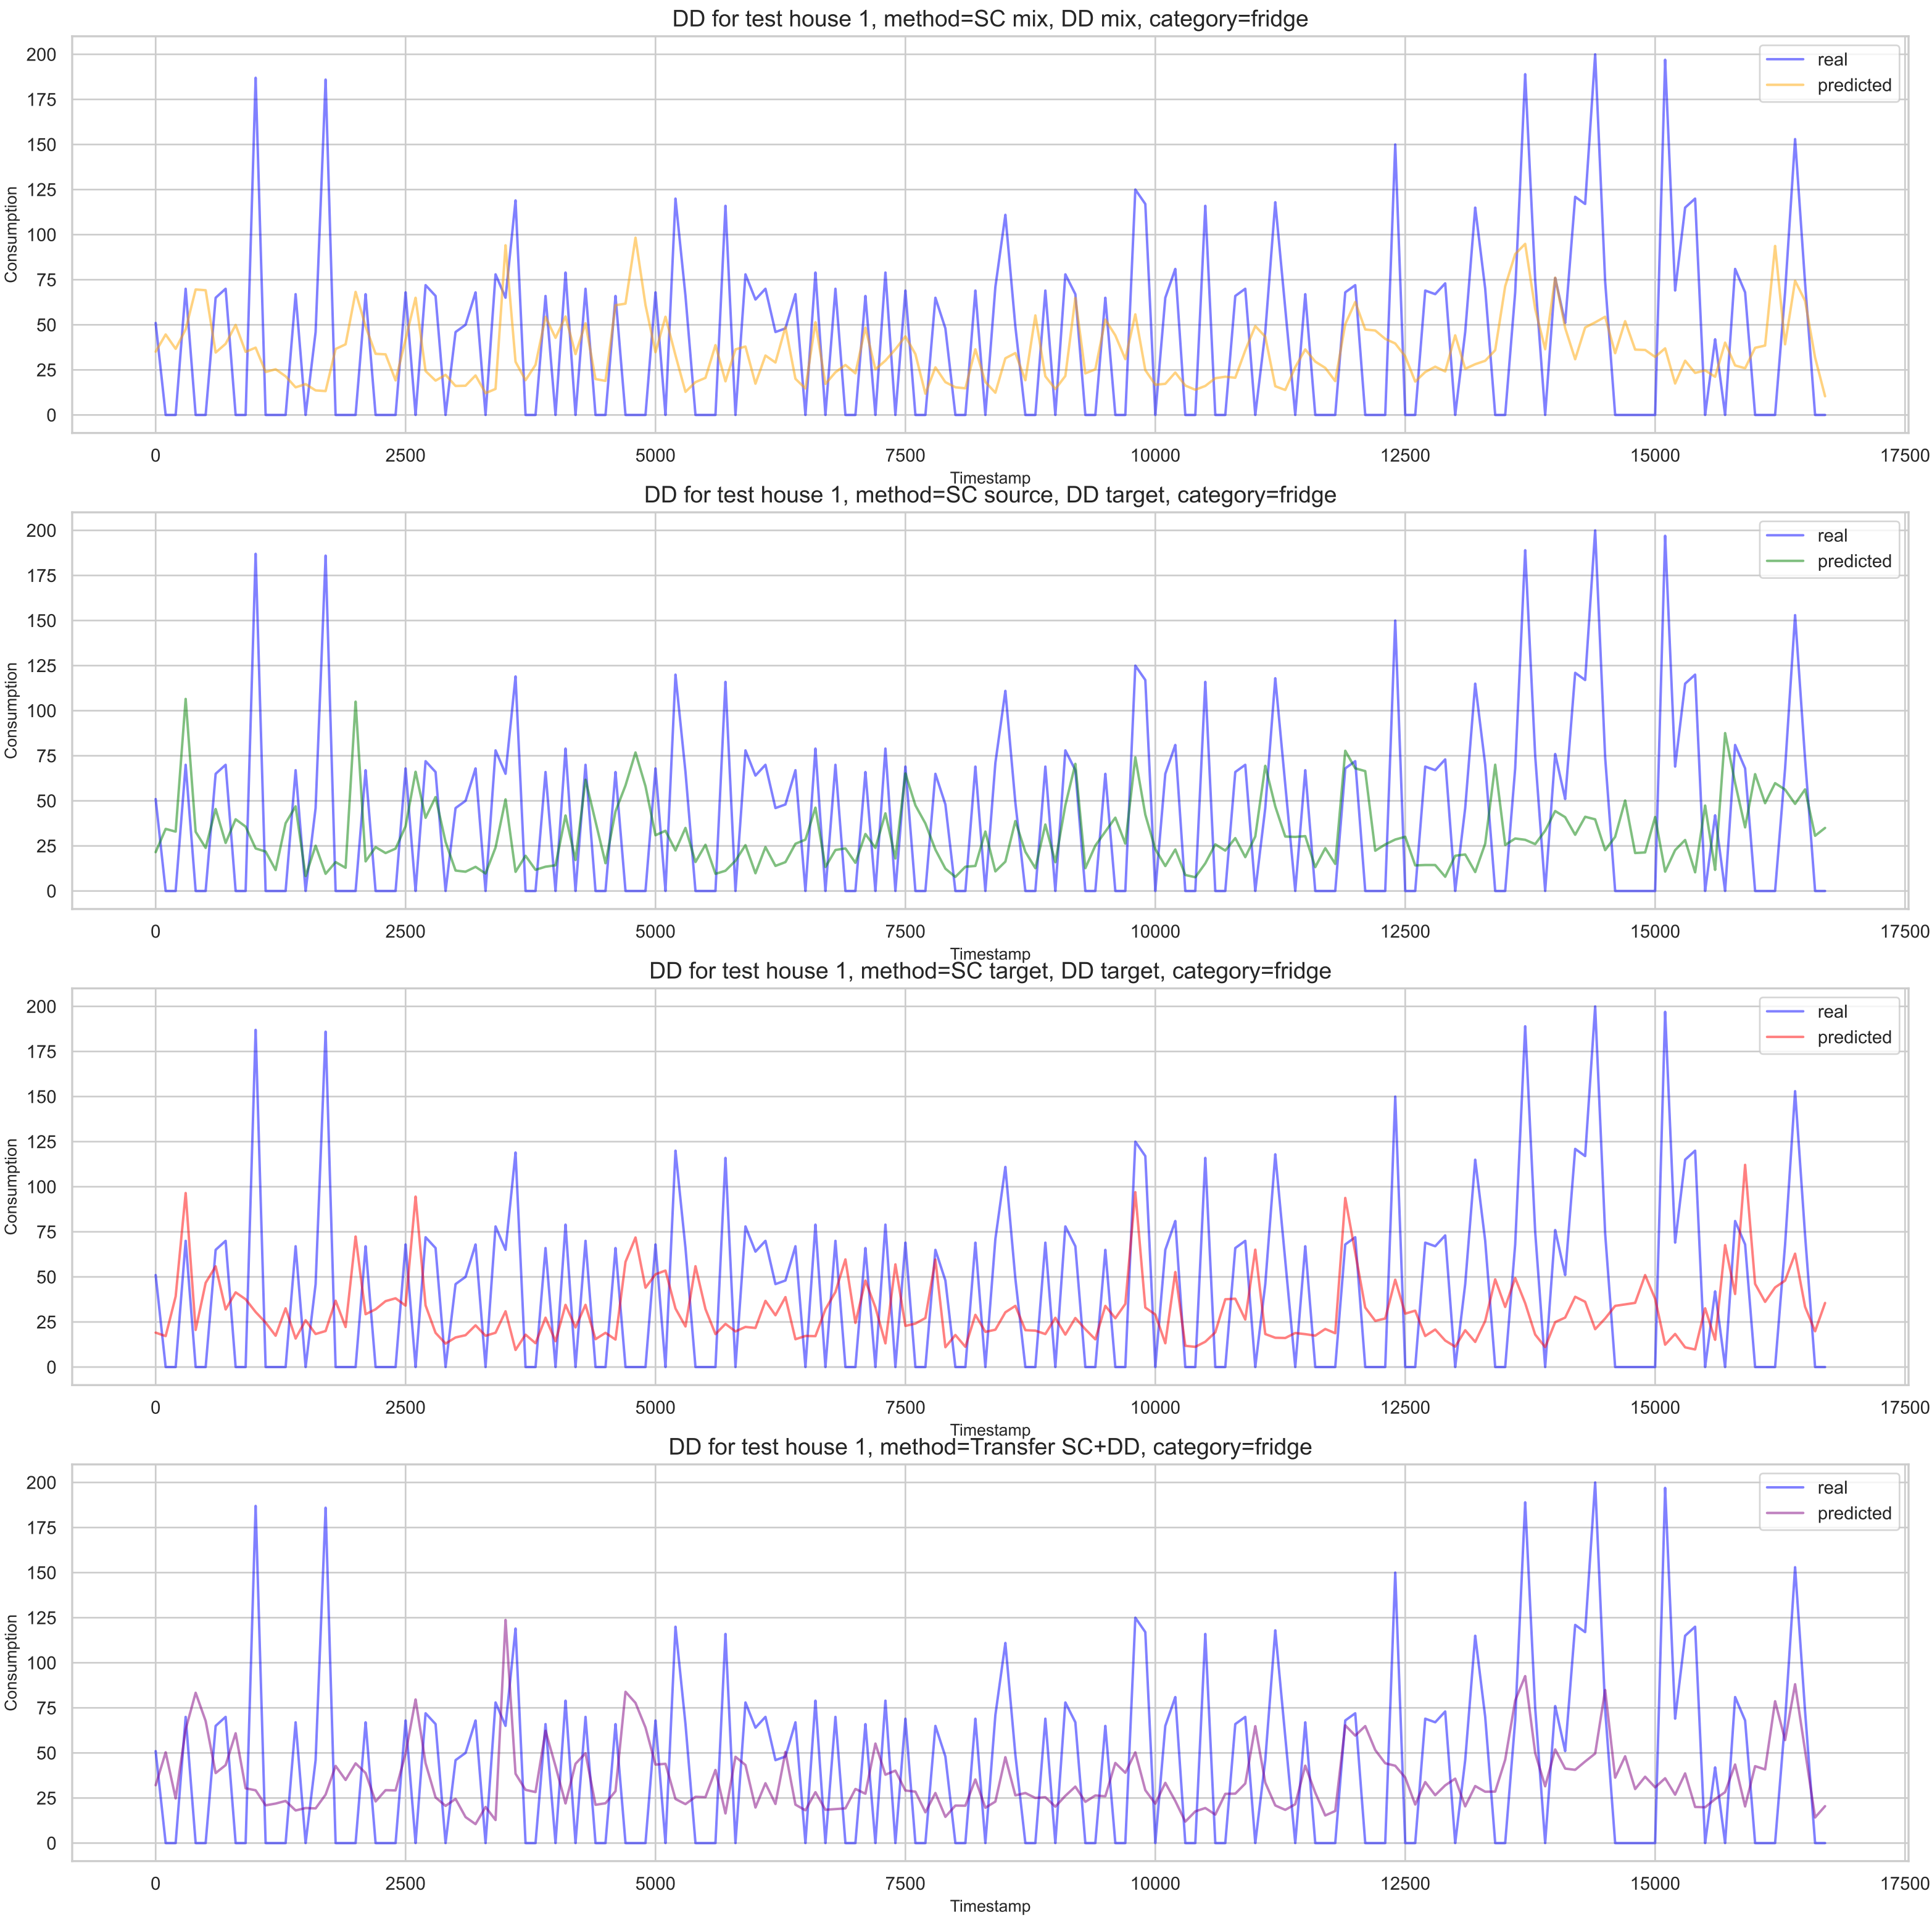 DD for test house 1, method=SC mix, DD mix, category=fridge
200
175
150
125
100
75
50
25
0
Consumption
real
predicted
0 2500 5000 7500 10000 12500 15000 17500
Timestamp
DD for test house 1, method=SC source, DD target, category=fridge
200
175
150
125
100
75
50
25
0
Consumption
real
predicted
0 2500 5000 7500 10000 12500 15000 17500
Timestamp
DD for test house 1, method=SC target, DD target, category=fridge
200
175
150
125
100
75
50
25
0
Consumption
real
predicted
0 2500 5000 7500 10000 12500 15000 17500
Timestamp
DD for test house 1, method=Transfer SC+DD, category=fridge
200
175
150
125
100
75
50
25
0
Consumption
real
predicted
0 2500 5000 7500 10000 12500 15000 17500
Timestamp